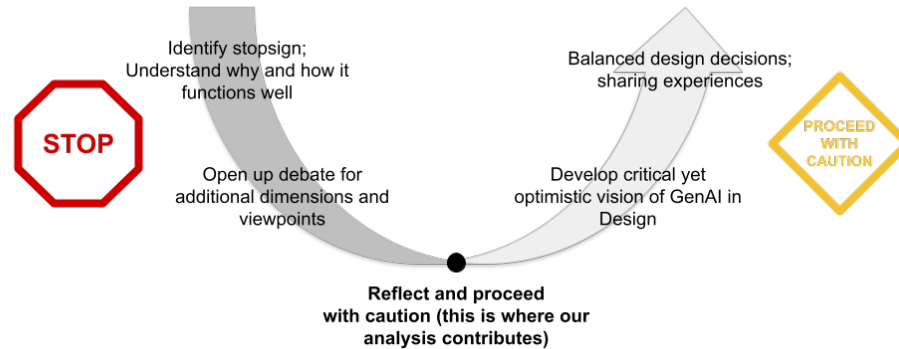 Identify stopsign;
Understand why and how it
functions well
STOP
Open up debate for
additional dimensions and
viewpoints
Reflect and proceed
with caution (this is where our
analysis contributes)
Develop critical yet
optimistic vision of GenAI in
Design
Balanced design decisions;
sharing experiences
PROCEED
WITH
CAUTION